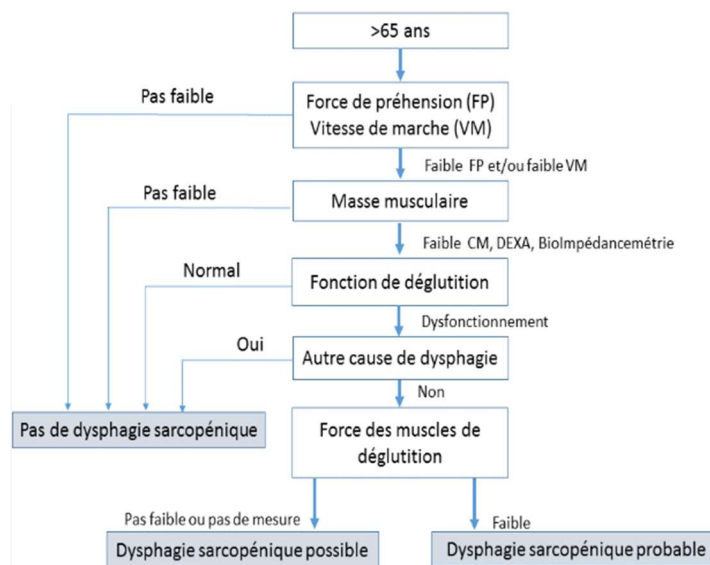 >65 ans
Pas faible
Force de préhension (FP)
Vitesse de marche (VM)
Faible FP et/ou faible VM
Pas faible
Masse musculaire
Faible CM, DEXA, BioImpédancemétrie
Normal
Fonction de déglutition
Dysfonctionnement
Oui
Autre cause de dysphagie
Non
Pas de dysphagie sarcopénique
Force des muscles de
déglutition
Pas faible ou pas de mesure
Faible
Dysphagie sarcopénique possible
Dysphagie sarcopénique probable